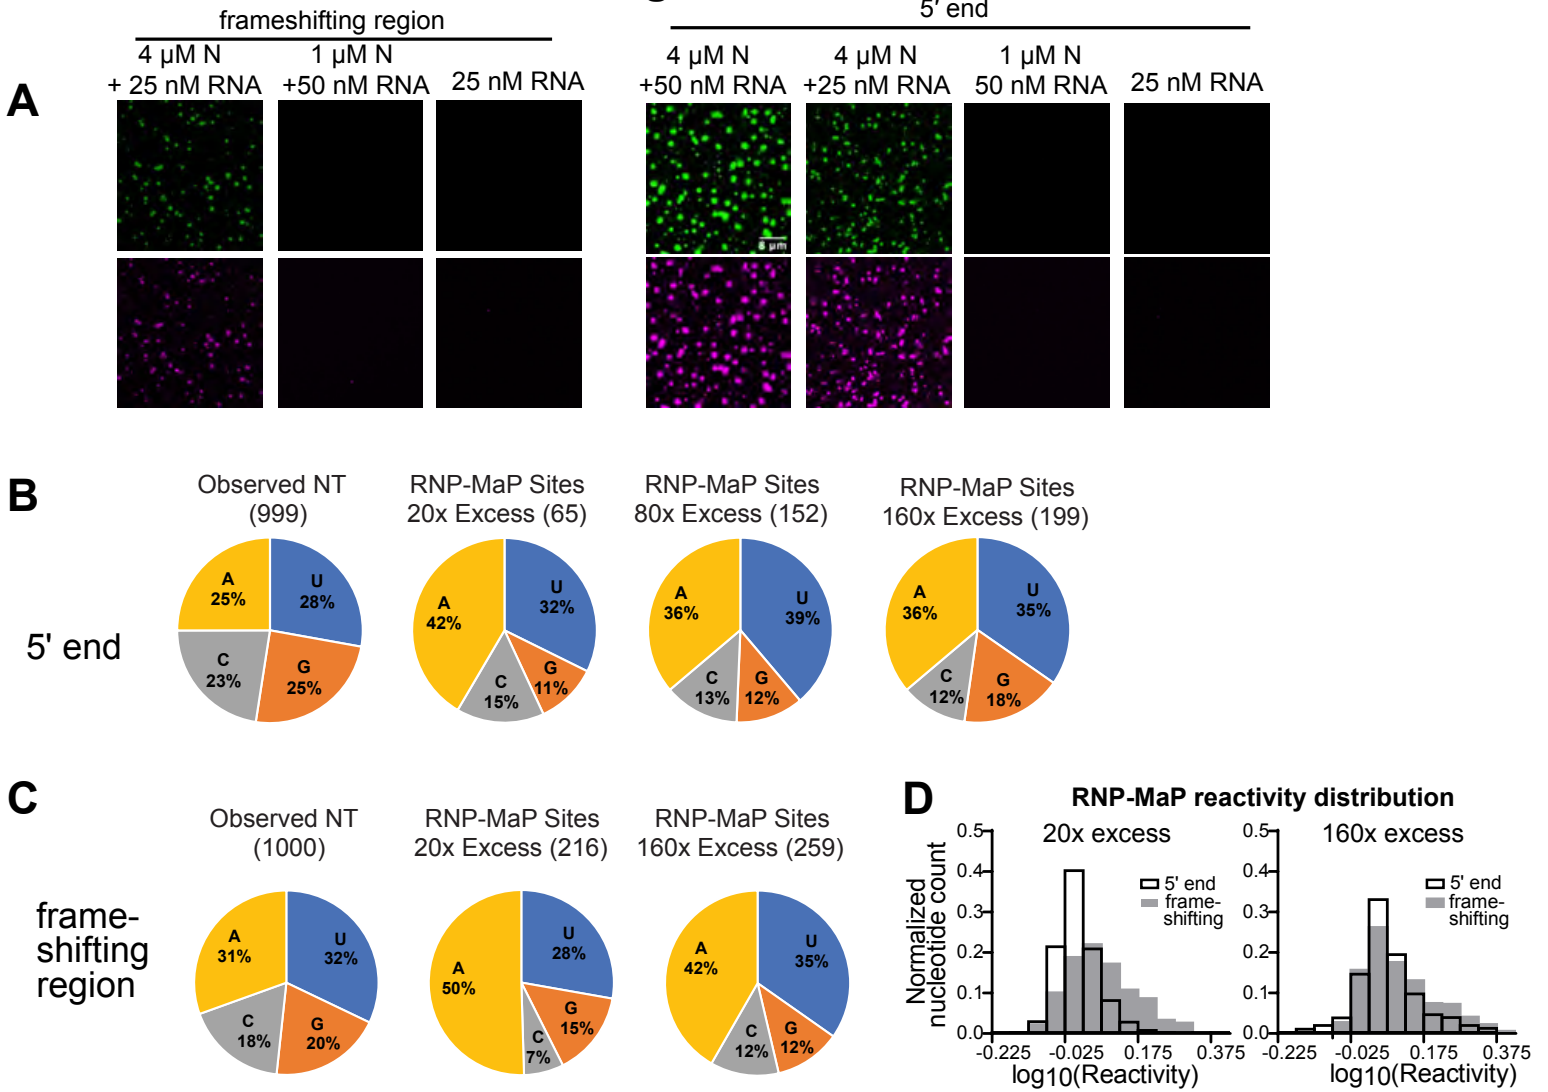 frameshifting region
5' end
4 µM N
+ 25 nM RNA
1 µM N
+50 nM RNA
25 nM RNA
4 µM N
+50 nM RNA
4 µM N
+25 nM RNA
1 µM N
50 nM RNA
25 nM RNA
A
8 µm
B
Observed NT
(999)
RNP-MaP Sites
20x Excess (65)
RNP-MaP Sites
80x Excess (152)
RNP-MaP Sites
160x Excess (199)
5' end
A
25%
U
28%
C
23%
G
25%
A
42%
U
32%
C
15%
G
11%
A
36%
U
39%
C
13%
G
12%
A
36%
U
35%
C
12%
G
18%
C
Observed NT
(1000)
RNP-MaP Sites
20x Excess (216)
RNP-MaP Sites
160x Excess (259)
frame-
shifting
region
A
31%
U
32%
C
18%
G
20%
A
50%
U
28%
C
7%
G
15%
A
42%
U
35%
C
12%
G
12%
D
RNP-MaP reactivity distribution
20x excess
160x excess
Normalized
nucleotide count
0.5
0.4
0.3
0.2
0.1
0.0
-0.225
-0.025
0.175
0.375
log10(Reactivity)
5' end
frame-
shifting
0.5
0.4
0.3
0.2
0.1
0.0
-0.225
-0.025
0.175
0.375
log10(Reactivity)
5' end
frame-
shifting